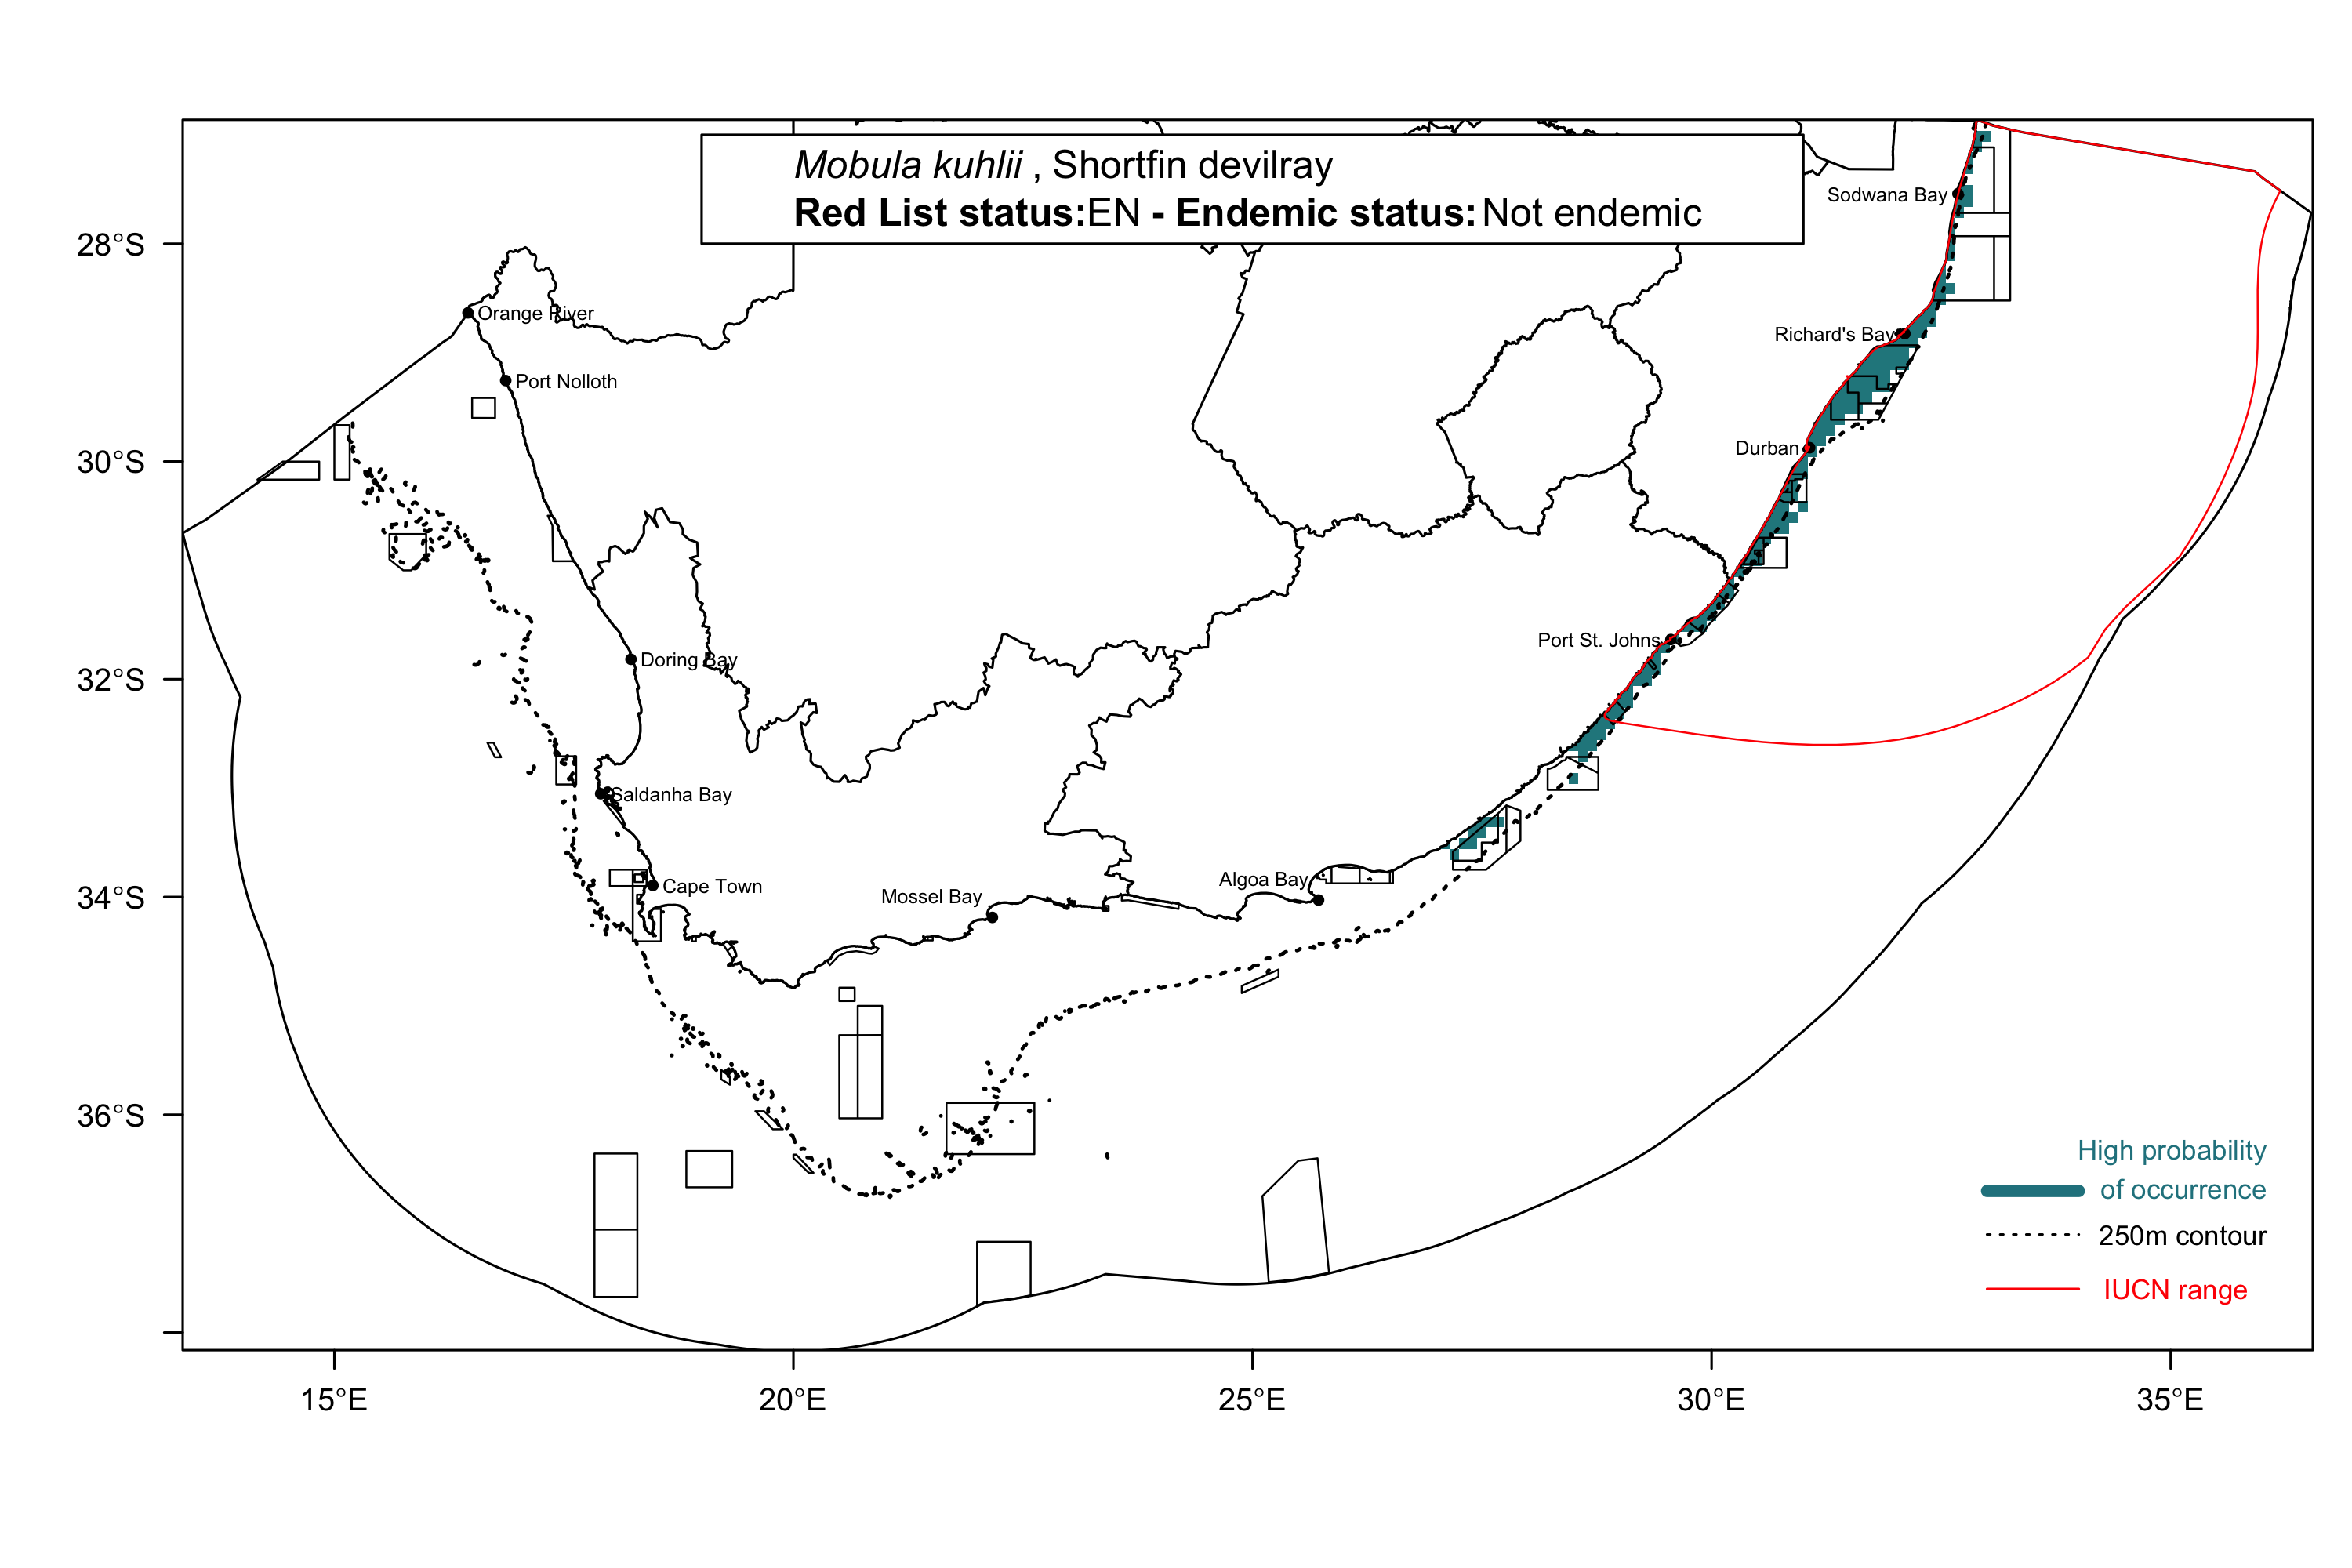 Mobula kuhlii , Shortfin devilray
Red List status:EN - Endemic status: Not endemic
Sodwana Bay
28°S
Orange River
Richard's Bay
Port Nolloth
Durban
30°S
Port St. Johns
Doring Bay
32°S
Saldanha Bay
Algoa Bay
Cape Town
Mossel Bay
34°S
36°S
High probability
of occurrence
250m contour
IUCN range
15°E
20°E
25°E
30°E
35°E